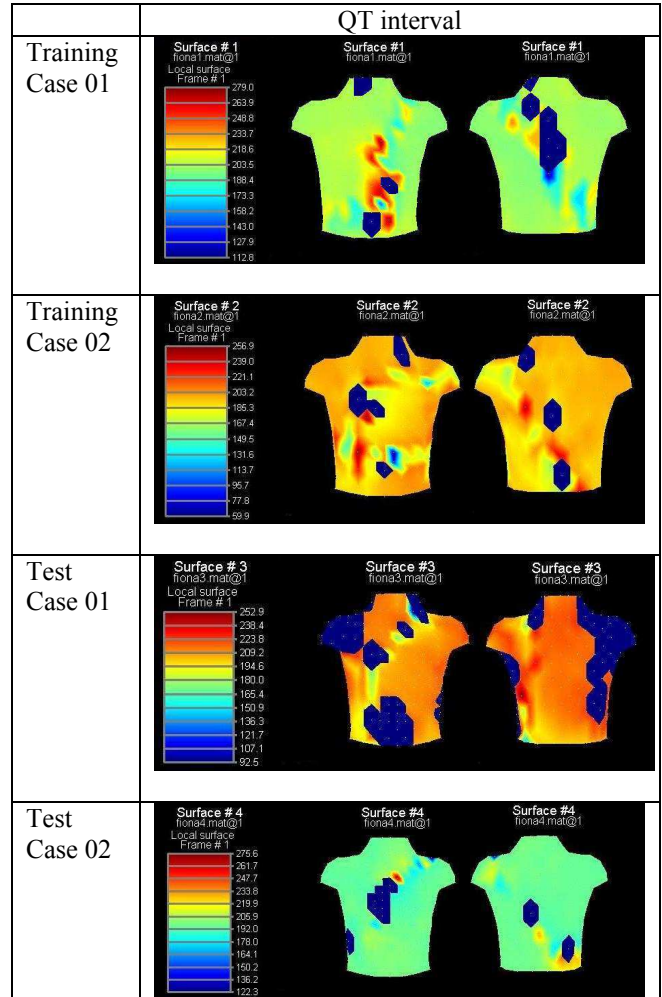 QT interval
Training
Case 01
Surface # 1
fiona1.mat@1
Local surface
Frame # 1
279.0
263.9
248.8
233.7
218.6
203.5
188.4
173.3
158.2
143.0
127.9
112.8
Surface #1
fiona1.mat@1
Surface #1
fiona1.mat@1
Training
Case 02
Surface # 2
fiona2.mat@1
Local surface
Frame # 1
256.9
239.0
221.1
203.2
185.3
167.4
149.5
131.6
113.7
95.7
77.8
59.9
Surface #2
fiona2.mat@1
Surface #2
fiona2.mat@1
Test
Case 01
Surface # 3
fiona3.mat@1
Local surface
Frame # 1
252.9
238.4
223.8
209.2
194.6
180.0
165.4
150.9
136.3
121.7
107.1
92.5
Surface #3
fiona3.mat@1
Surface #3
fiona3.mat@1
Test
Case 02
Surface # 4
fiona4.mat@1
Local surface
Frame # 1
275.6
261.7
247.7
233.8
219.9
205.9
192.0
178.0
164.1
150.2
136.2
122.3
Surface #4
fiona4.mat@1
Surface #4
fiona4.mat@1